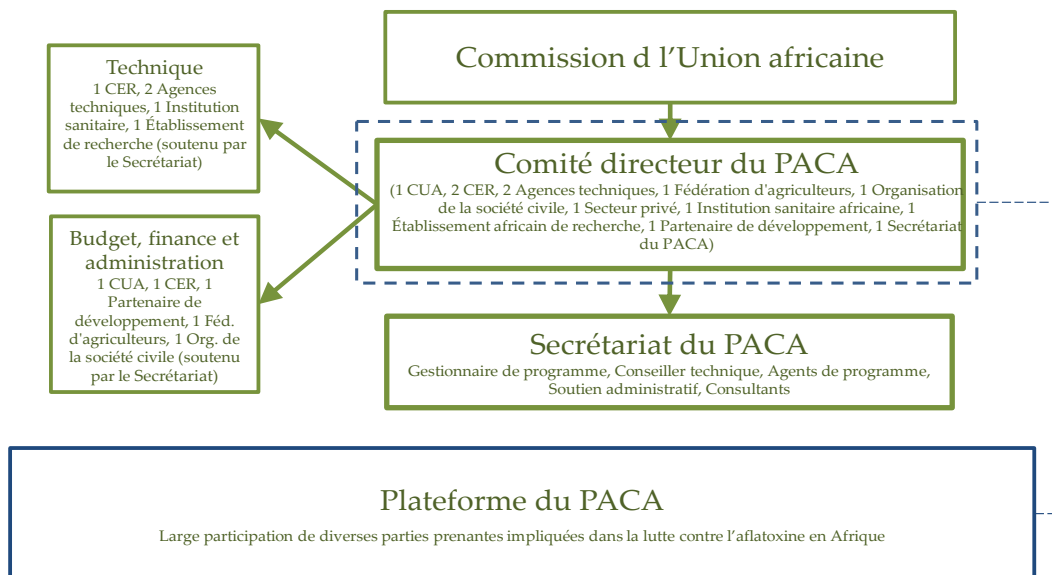 Commission d l’Union africaine
Technique
1 CER, 2 Agences
techniques, 1 Institution
sanitaire, 1 Établissement
de recherche (soutenu par
le Secrétariat)
Comité directeur du PACA
(1 CUA, 2 CER, 2 Agences techniques, 1 Fédération d'agriculteurs, 1 Organisation
de la société civile, 1 Secteur privé, 1 Institution sanitaire africaine, 1
Établissement africain de recherche, 1 Partenaire de développement, 1 Secrétariat
du PACA)
Budget, finance et
administration
1 CUA, 1 CER, 1
Partenaire de
développement, 1 Féd.
d'agriculteurs, 1 Org. de
la société civile (soutenu
par le Secrétariat)
Secrétariat du PACA
Gestionnaire de programme, Conseiller technique, Agents de programme,
Soutien administratif, Consultants
Plateforme du PACA
Large participation de diverses parties prenantes impliquées dans la lutte contre l’aflatoxine en Afrique